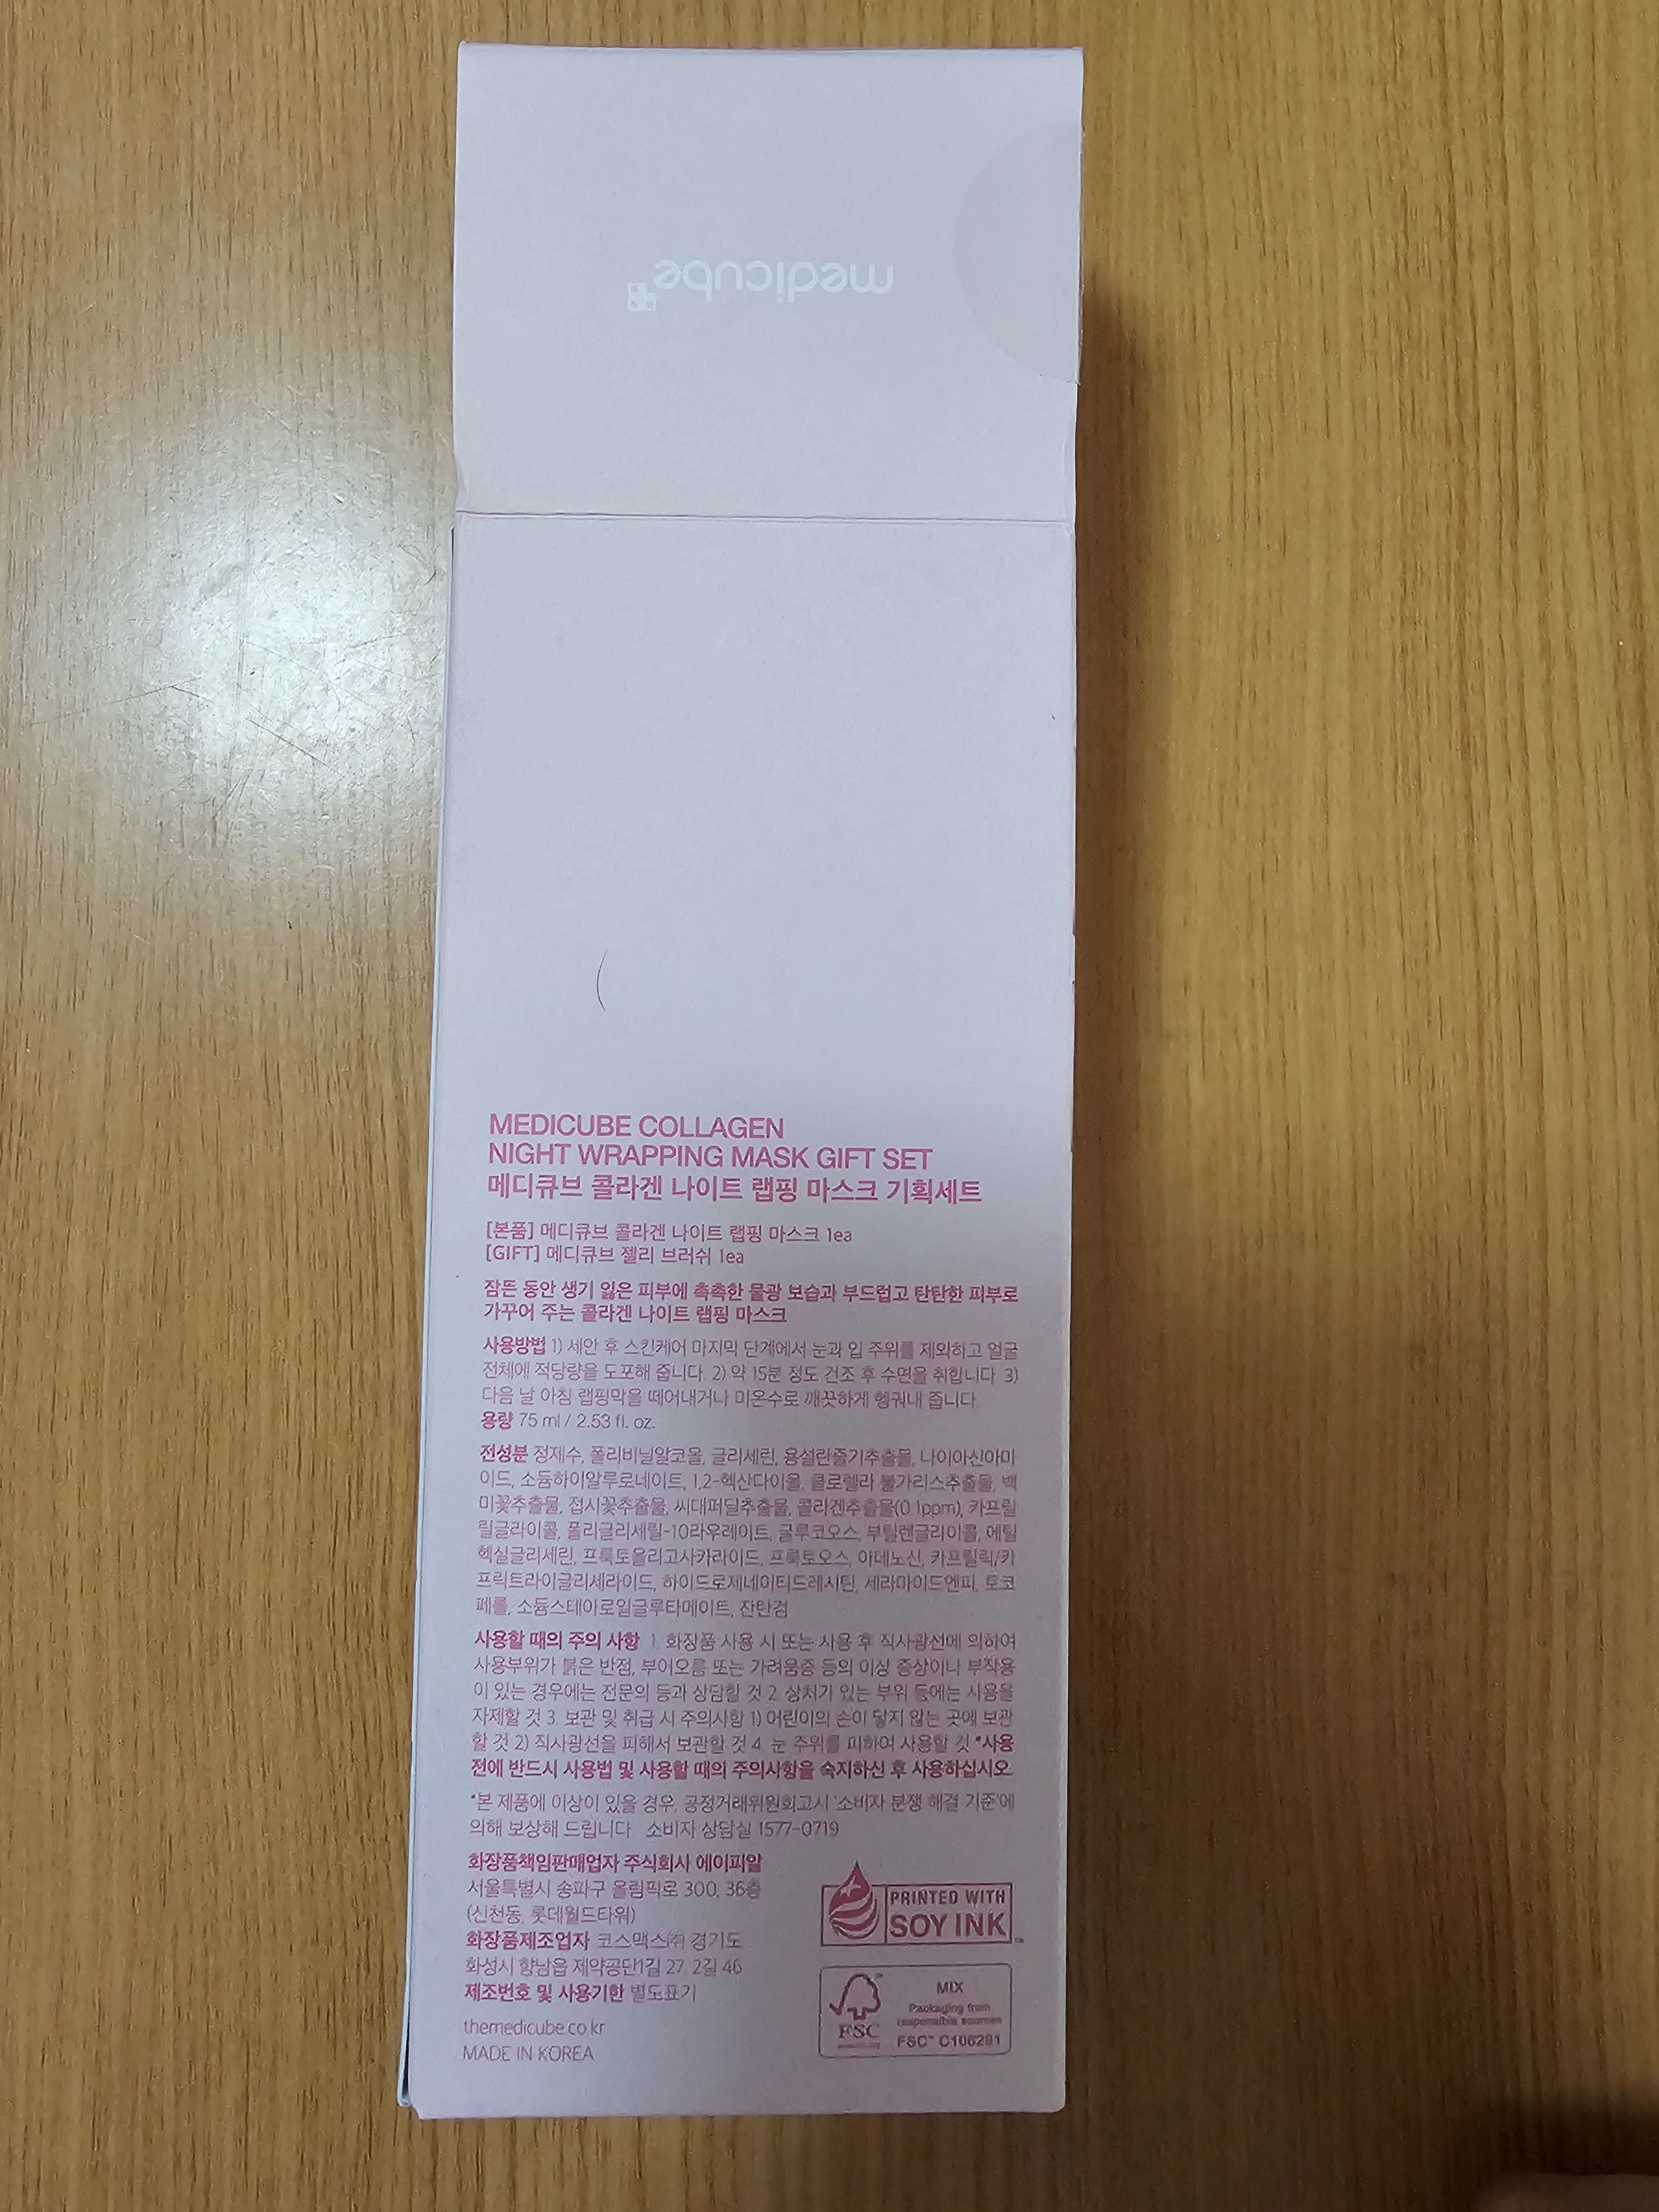 medicube
MEDICUBE COLLAGEN
NIGHT WRAPPING MASK GIFT SET
메디큐브 콜라겐 나이트 랩핑 마스크 기획세트
[본품] 메디큐브 콜라겐 나이트 랩핑 마스크 1ea
[GIFT] 메디큐브 젤리 브러쉬 1ea
잠든 동안 생기 잃은 피부에 촉촉한 물광 보습과 부드럽고 탄탄한 피부로
가꾸어 주는 콜라겐 나이트 랩핑 마스크
사용방법 1) 세안 후 스킨케어 마지막 단계에서 눈과 입 주위를 제외하고 얼굴
전체에 적당량을 도포해 줍니다. 2) 약 15분 정도 건조 후 수면을 취합니다. 3)
다음 날 아침 랩핑막을 떼어내거나 미온수로 깨끗하게 헹궈내 줍니다.
용량 75 ml / 2.53 fl. oz.
전성분 정제수, 폴리비닐알코올, 글리세린, 용설란줄기추출물, 나이아신아마
이드, 소듐하이알루로네이트, 1,2-헥산다이올, 클로렐라 불가리스추출물, 백
미꽃추출물, 접시꽃추출물, 씨대퍼딜추출물, 콜라겐추출물(0.1ppm), 카프릴
릴글라이콜, 폴리글리세릴-10라우레이트, 글루코오스, 부틸렌글라이콜, 에틸
헥실글리세린, 프룩토올리고사카라이드, 프룩토오스, 아데노신, 카프릴릭/카
프릭트라이글리세라이드, 하이드로제네이티드레시틴, 세라마이드엔피, 토코
페롤, 소듐스테아로일글루타메이트, 잔탄검
사용할 때의 주의 사항 1. 화장품 사용 시 또는 사용 후 직사광선에 의하여
사용부위가 붉은 반점, 부어오름 또는 가려움증 등의 이상 증상이나 부작용
이 있는 경우에는 전문의 등과 상담할 것 2. 상처가 있는 부위 등에는 사용을
자제할 것 3. 보관 및 취급 시 주의사항 1) 어린이의 손이 닿지 않는 곳에 보관
할 것 2) 직사광선을 피해서 보관할 것 4. 눈 주위를 피하여 사용할 것 *사용
전에 반드시 사용법 및 사용할 때의 주의사항을 숙지하신 후 사용하십시오.
*본 제품에 이상이 있을 경우, 공정거래위원회고시 '소비자 분쟁 해결 기준'에
의해 보상해 드립니다. 소비자 상담실 1577-0719
화장품책임판매업자 주식회사 에이피알
서울특별시 송파구 올림픽로 300, 36층
(신천동, 롯데월드타워)
화장품제조업자 코스맥스㈜ 경기도
화성시 향남읍 제약공단1길 27, 2길 46
제조번호 및 사용기한 별도표기
themedicube.co.kr
MADE IN KOREA
PRINTED WITH
SOY INK
FSC
MIX
Packaging from
responsible sources
FSC™ C106291